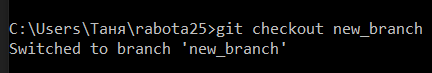 C:\Users\Таня\rabota25>git checkout new_branch
Switched to branch 'new_branch'